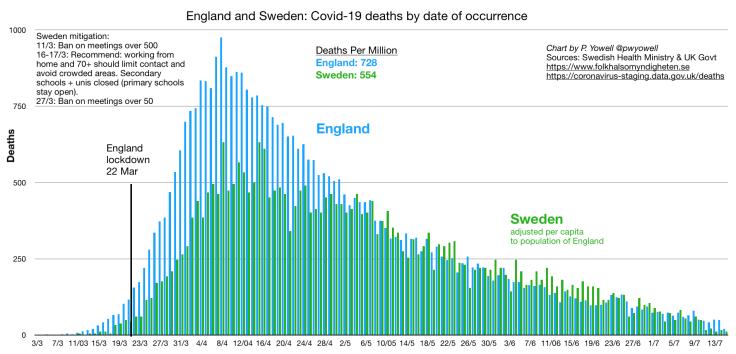 England and Sweden: Covid-19 deaths by date of occurrence
1000
Sweden mitigation:
11/3: Ban on meetings over 500
16-17/3: Recommend: working from
home and 70+ should limit contact and
avoid crowded areas. Secondary
schools + unis closed (primary schools
stay open).
27/3: Ban on meetings over 50
Deaths Per Million
England: 728
Sweden: 554
Chart by P. Yowell @pwyowell
Sources: Swedish Health Ministry & UK Govt
https://www.folkhalsomyndigheten.se
https://coronavirus-staging.data.gov.uk/deaths
750
England
England
lockdown
22 Mar
Deaths
500
Sweden
adjusted per capita
to population of England
250
0
3/3 7/3 11/03 15/3 19/3 23/3 27/3 31/3 4/4 8/4 12/04 16/4 20/4 24/4 28/4 2/5 6/5 10/05 14/5 18/5 22/5 26/5 30/5 3/6 7/6 11/06 15/6 19/6 23/6 27/6 1/7 5/7 9/7 13/7